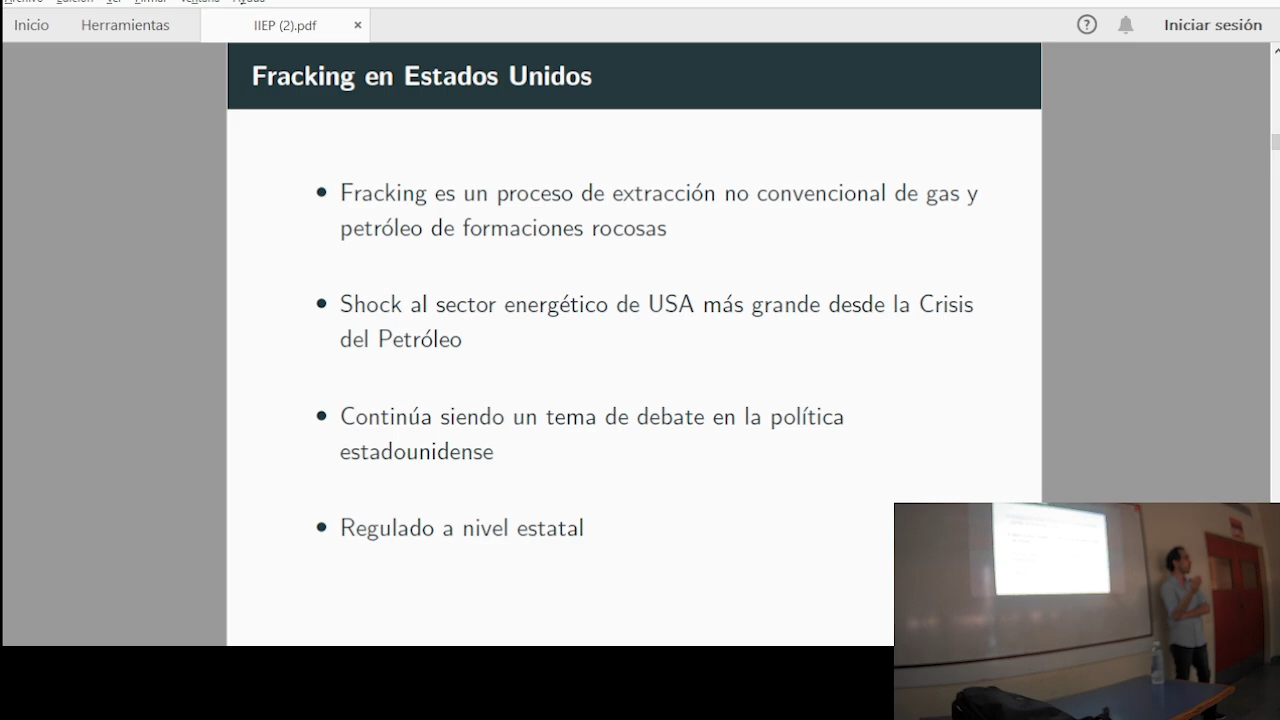 Inicio Herramientas IIEP (2).pdf × ? Iniciar sesión
Fracking en Estados Unidos
• Fracking es un proceso de extracción no convencional de gas y
petróleo de formaciones rocosas
• Shock al sector energético de USA más grande desde la Crisis
del Petróleo
• Continúa siendo un tema de debate en la política
estadounidense
• Regulado a nivel estatal